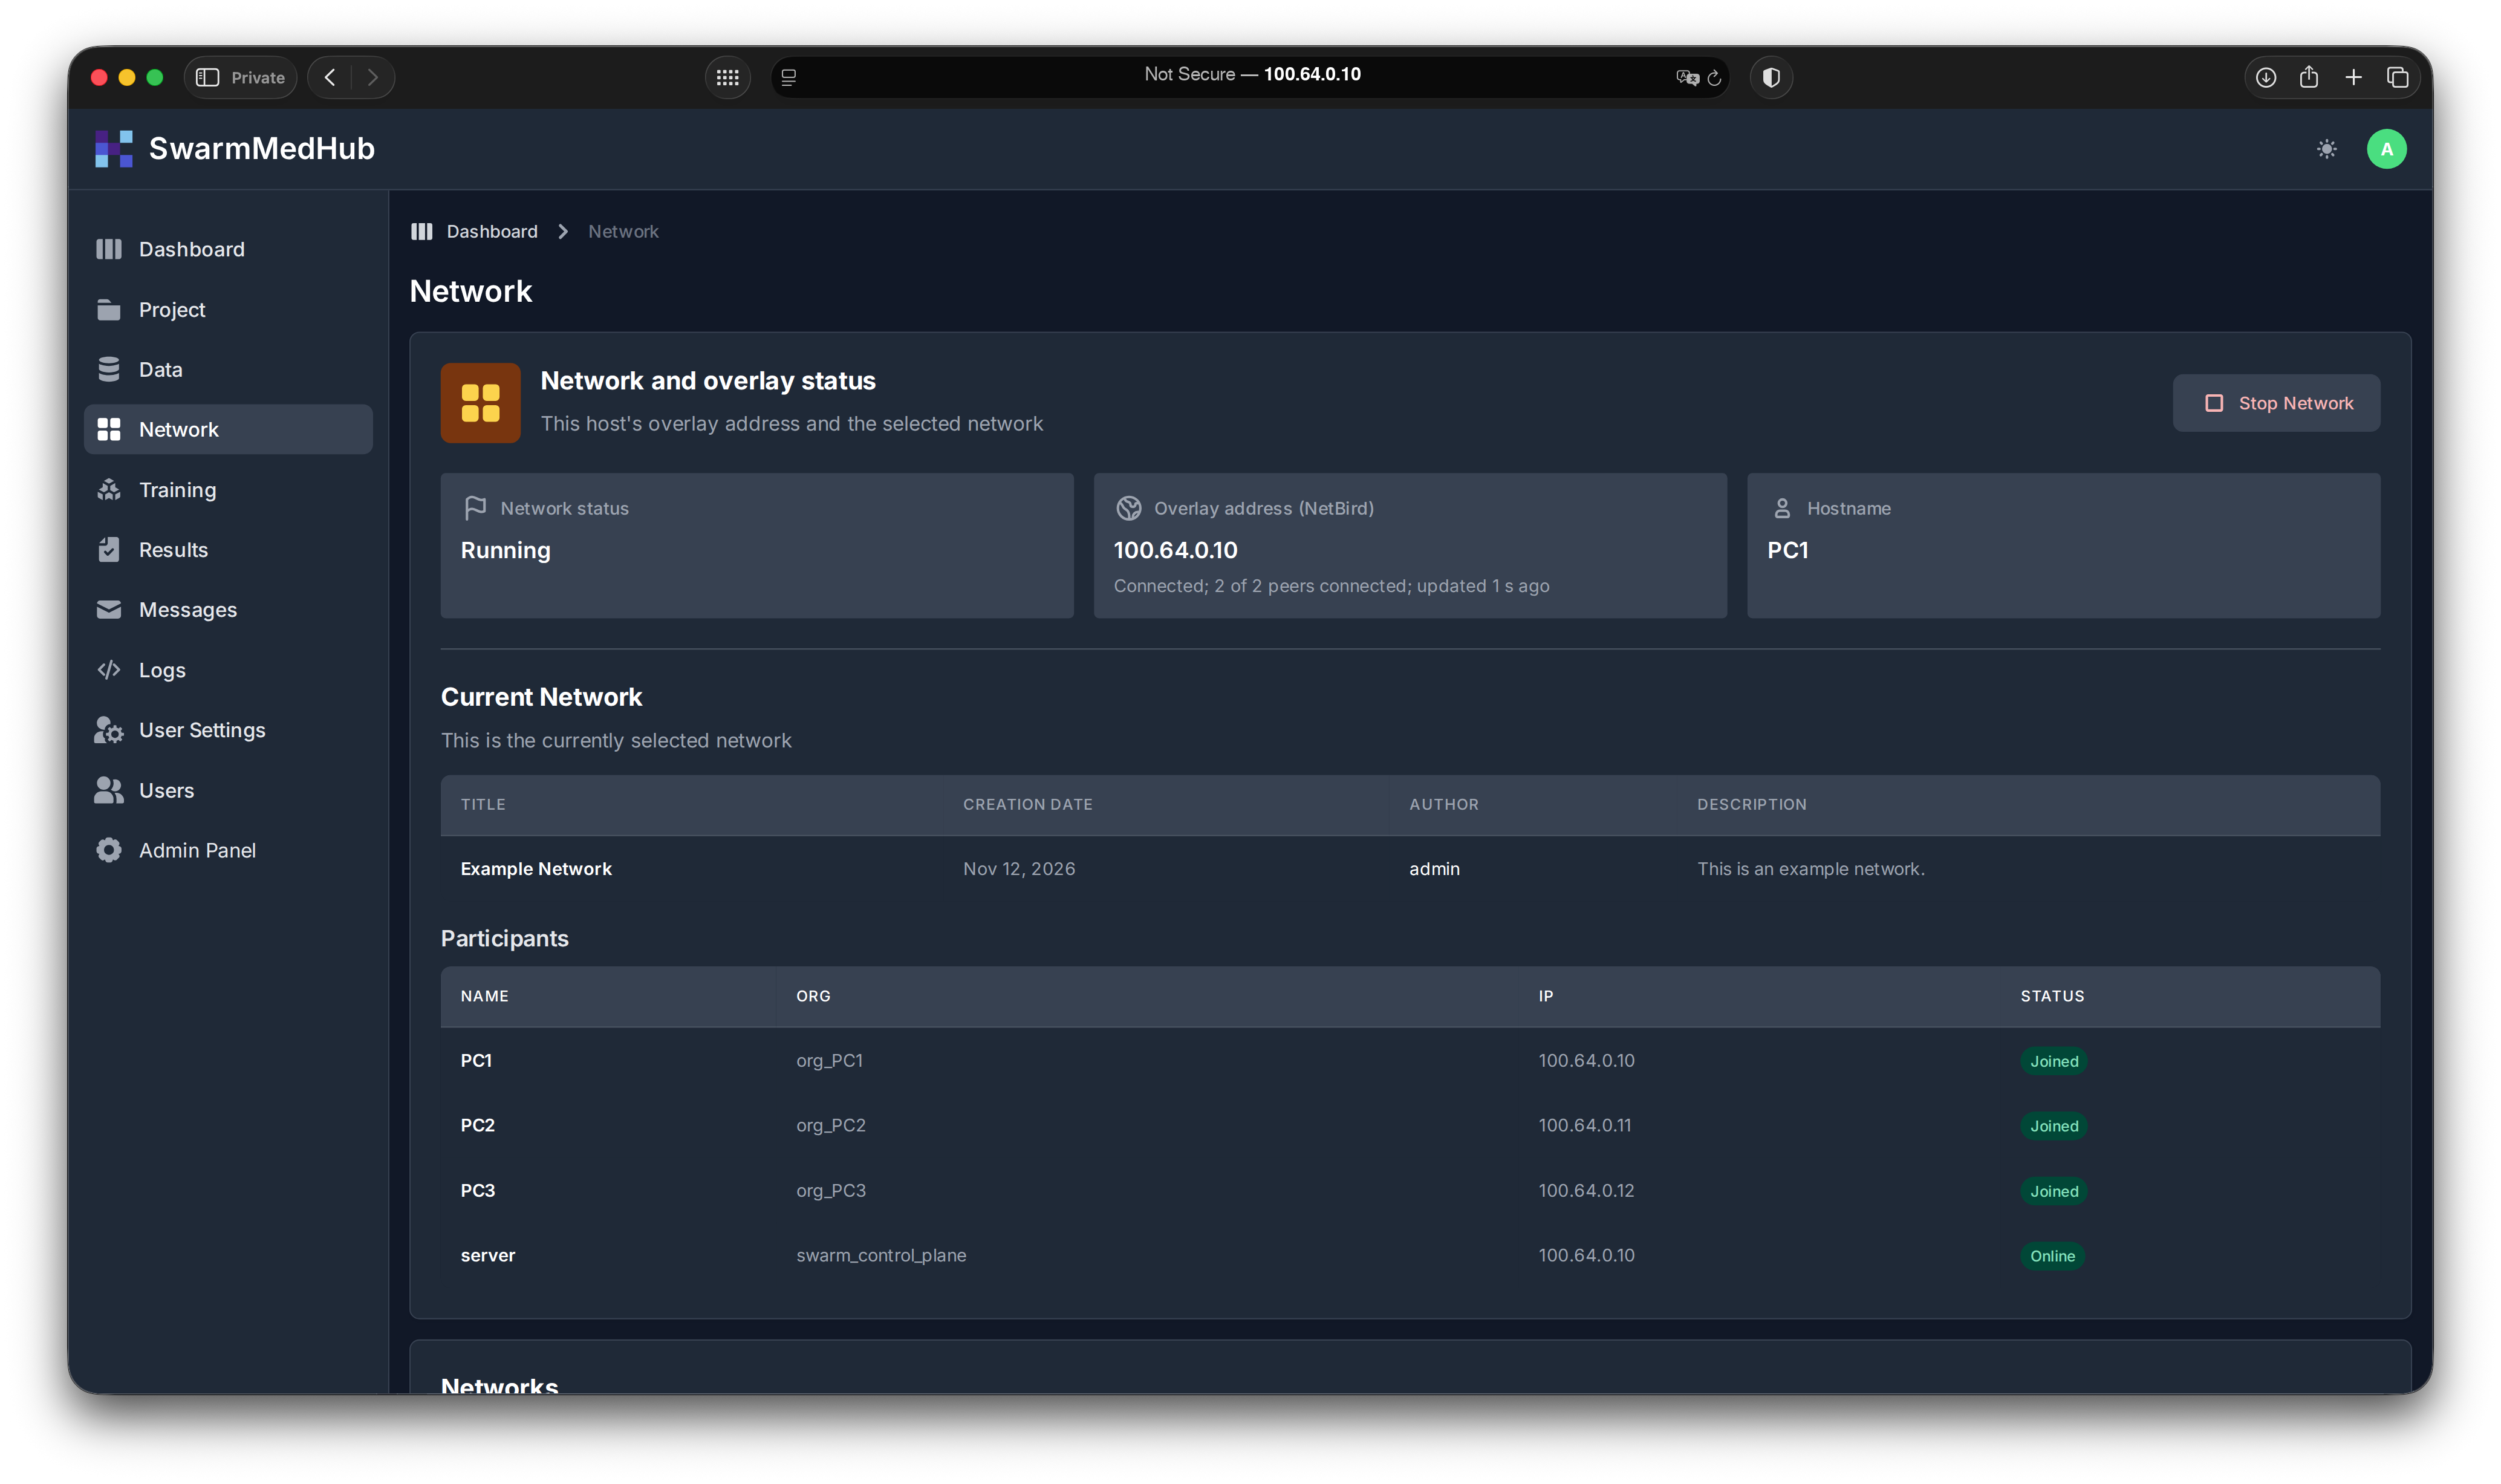 Private
Not Secure — 100.64.0.10
SwarmMedHub
A
Dashboard
Project
Data
Network
Training
Results
Messages
Logs
User Settings
Users
Admin Panel
Dashboard Network
Network
Network and overlay status
This host's overlay address and the selected network
Stop Network
Network status
Running
Overlay address (NetBird)
100.64.0.10
Connected; 2 of 2 peers connected; updated 1 s ago
Hostname
PC1
Current Network
This is the currently selected network
TITLE CREATION DATE AUTHOR DESCRIPTION
Example Network Nov 12, 2026 admin This is an example network.
Participants
NAME ORG IP STATUS
PC1 org_PC1 100.64.0.10 Joined
PC2 org_PC2 100.64.0.11 Joined
PC3 org_PC3 100.64.0.12 Joined
server swarm_control_plane 100.64.0.10 Online
Networks